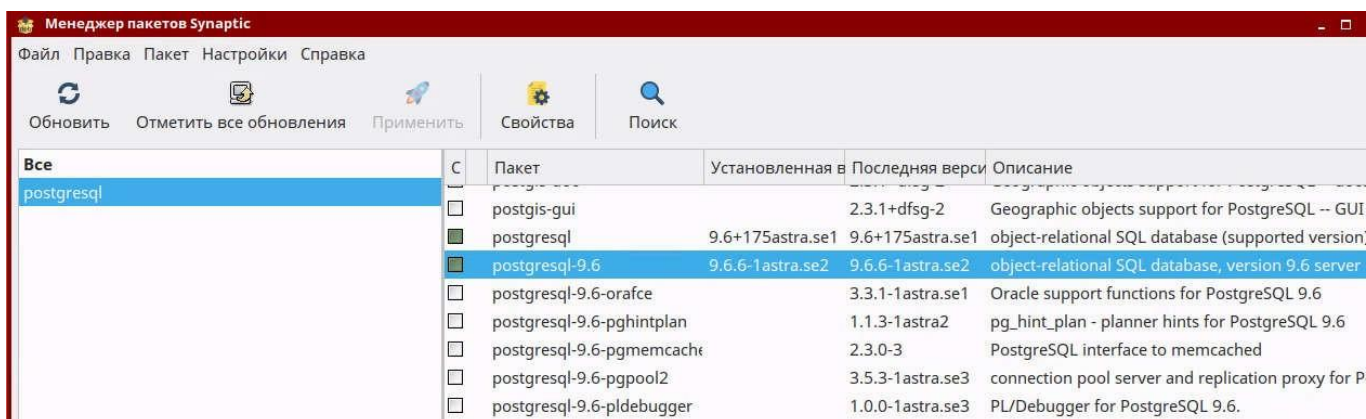 Менеджер пакетов Synaptic
Файл Правка Пакет Настройки Справка
Обновить Отметить все обновления Применить Свойства Поиск
Все
postgresql
С Пакет Установленная в Последняя верси Описание
postgis-gui 2.3.1+dfsg-2 Geographic objects support for PostgreSQL -- GUI
postgresql 9.6+175astra.se1 9.6+175astra.se1 object-relational SQL database (supported version)
postgresql-9.6 9.6.6-1astra.se2 9.6.6-1astra.se2 object-relational SQL database, version 9.6 server
postgresql-9.6-orafce 3.3.1-1astra.se1 Oracle support functions for PostgreSQL 9.6
postgresql-9.6-pghintplan 1.1.3-1astra2 pg_hint_plan - planner hints for PostgreSQL 9.6
postgresql-9.6-pgmemcache 2.3.0-3 PostgreSQL interface to memcached
postgresql-9.6-pgpool2 3.5.3-1astra.se3 connection pool server and replication proxy for P
postgresql-9.6-pldebugger 1.0.0-1astra.se3 PL/Debugger for PostgreSQL 9.6.